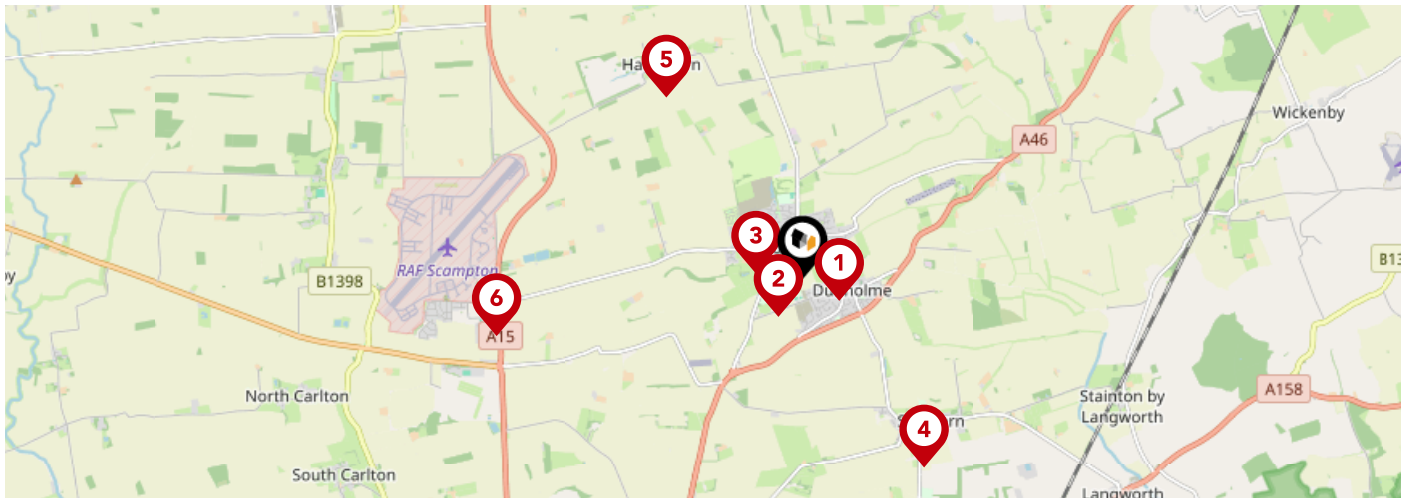 5
Wickenby
A46
3
1
RAF Scampton
2
B1398
6
A15
A158
North Carlton
Stainton by
Langworth
4
South Carlton
Langworth